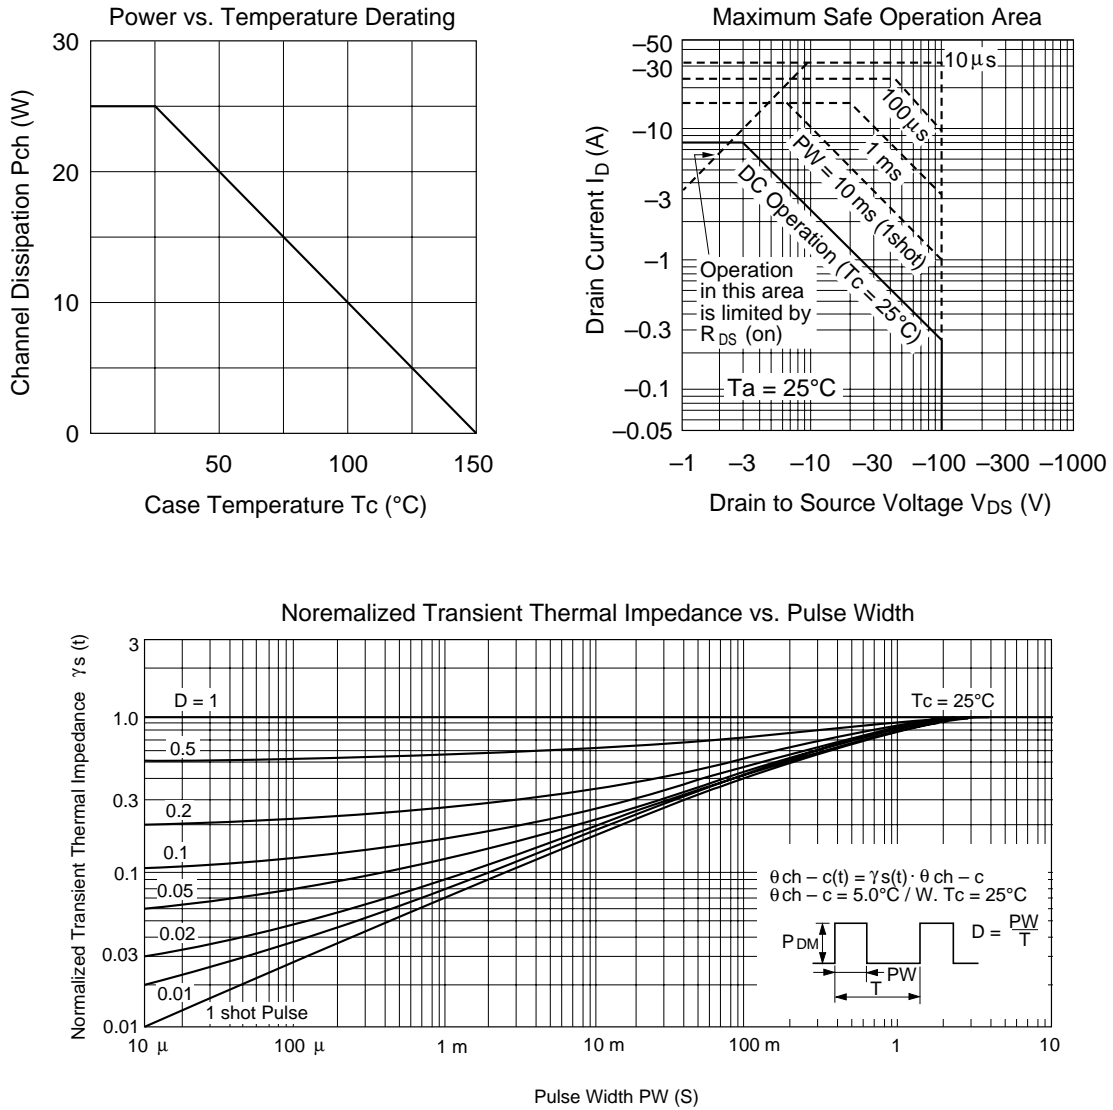 Power vs. Temperature Derating
Channel Dissipation Pch (W)
30
20
10
0
50 100 150
Case Temperature Tc (°C)
Maximum Safe Operation Area
Drain Current I D (A)
–50
–30
–10
–3
–1
–0.3
–0.1
–0.05
10 µs
100 µs
1 ms
PW = 10 ms (1shot)
DC Operation (Tc = 25°C)
Operation
in this area
is limited by
R DS (on)
Ta = 25°C
–1 –3 –10 –30 –100 –300 –1000
Drain to Source Voltage V DS (V)
Noremalized Transient Thermal Impedance vs. Pulse Width
Normalized Transient Thermal Impedance γ s (t)
3
1.0
0.3
0.1
0.03
0.01
D = 1
0.5
0.2
0.1
0.05
0.02
0.01
1 shot Pulse
Tc = 25°C
θ ch – c(t) = γ s(t) · θ ch – c
θ ch – c = 5.0°C / W. Tc = 25°C
P DM
D = PW
T
PW
T
10 µ 100 µ 1 m 10 m 100 m 1 10
Pulse Width PW (S)